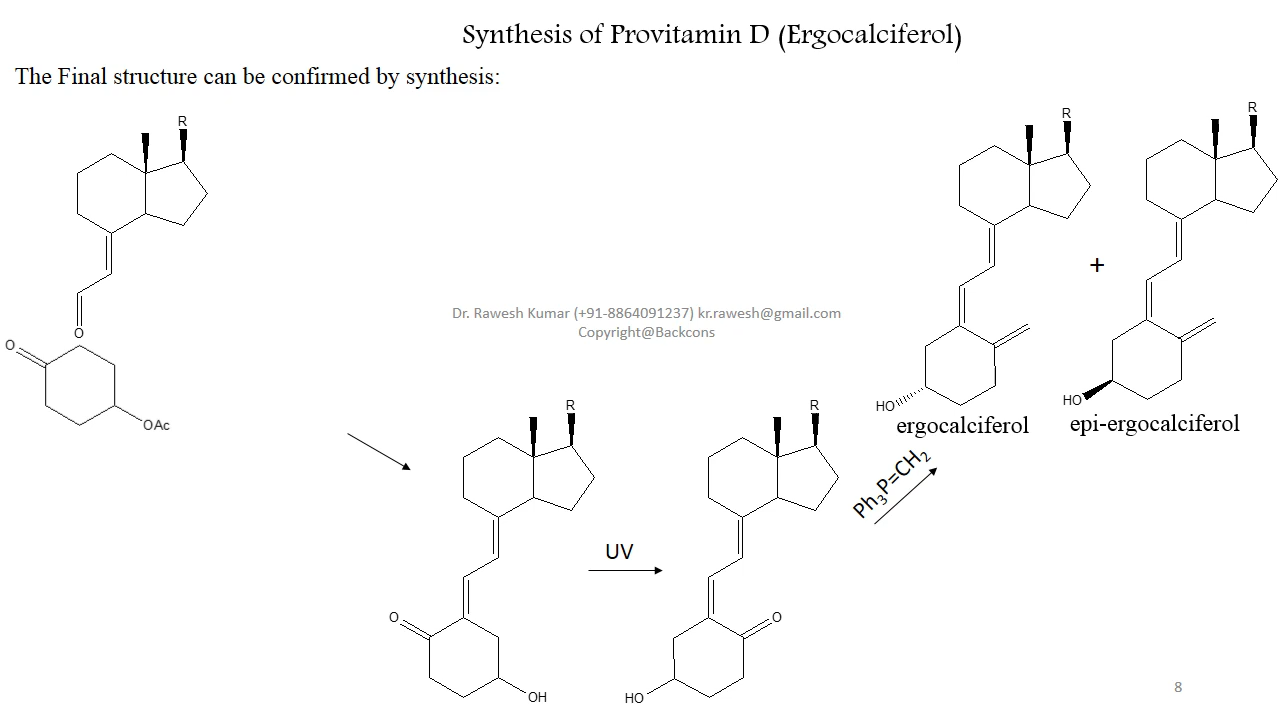 Synthesis of Provitamin D (Ergocalciferol)
The Final structure can be confirmed by synthesis:
R
O
O
OAc
Dr. Rawesh Kumar (+91-8864091237) kr.rawesh@gmail.com
Copyright@Backcons
R
O
OH
UV
R
O
HO
Ph3P=CH2
R
HO
ergocalciferol
+
R
HO
epi-ergocalciferol
8